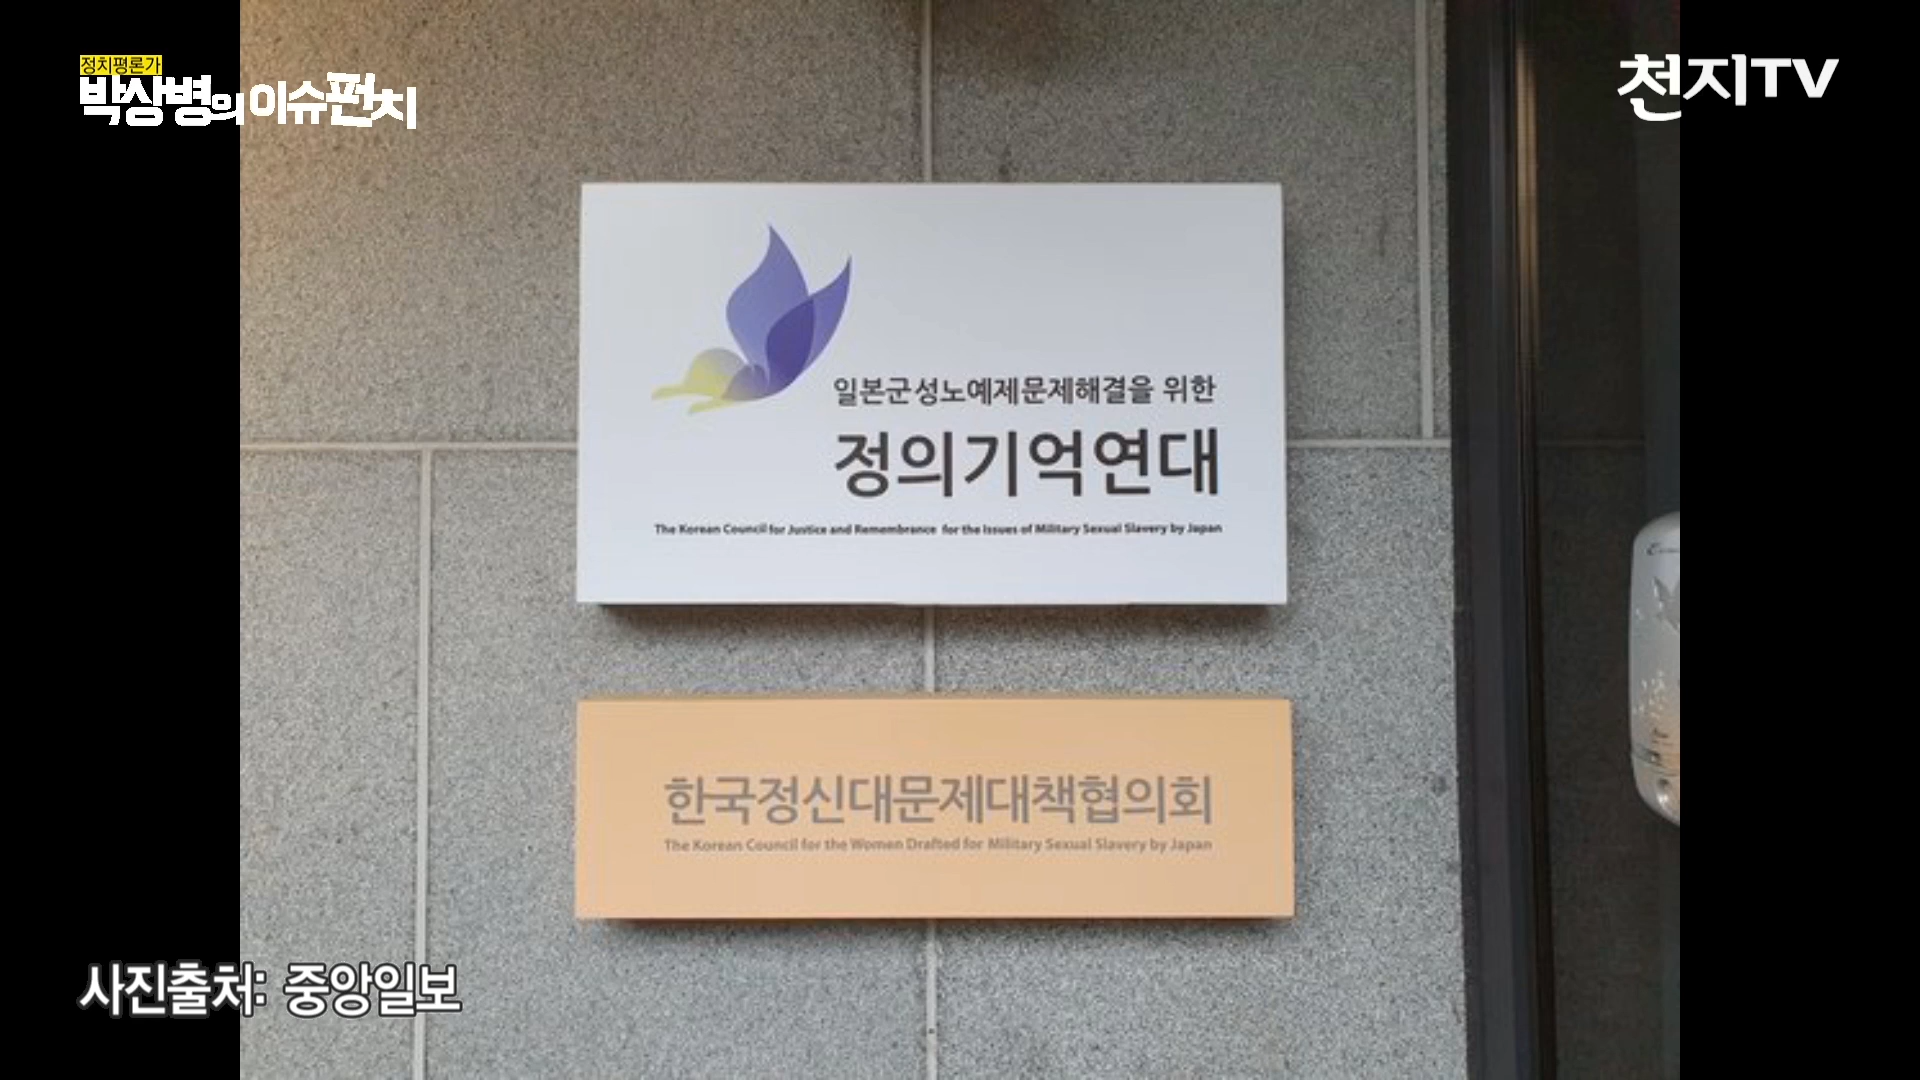 정치평론가
박상병의 이슈펀치
천지TV
일본군성노예제문제해결을 위한
정의기억연대
The Korean Council for Justice and Remembrance for the Issues of Military Sexual Slavery by Japan
한국정신대문제대책협의회
The Korean Council for the Women Drafted for Military Sexual Slavery by Japan
사진출처: 중앙일보